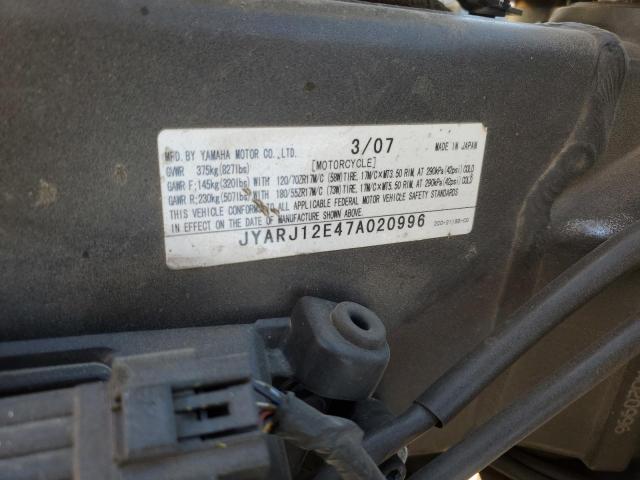 3/07
MFD. BY YAMAHA MOTOR CO., LTD. MADE IN JAPAN
GVWR 375kg(827lbs) [MOTORCYCLE]
GAWR F;145kg(320lbs)WITH 120/70ZR17M/C (58W)TIRE, 17M/C×MT3.50 RIM, AT 290kPa(42psi)COLD
GAWR R;230kg(507lbs)WITH 180/55ZR17M/C (73W)TIRE, 17M/C×MT5.50 RIM, AT 290kPa(42psi)COLD
THIS VEHICLE CONFORMS TO ALL APPLICABLE FEDERAL MOTOR VEHICLE SAFETY STANDARDS
IN EFFECT ON THE DATE OF MANUFACTURE SHOWN ABOVE.
JYARJ12E47A020996